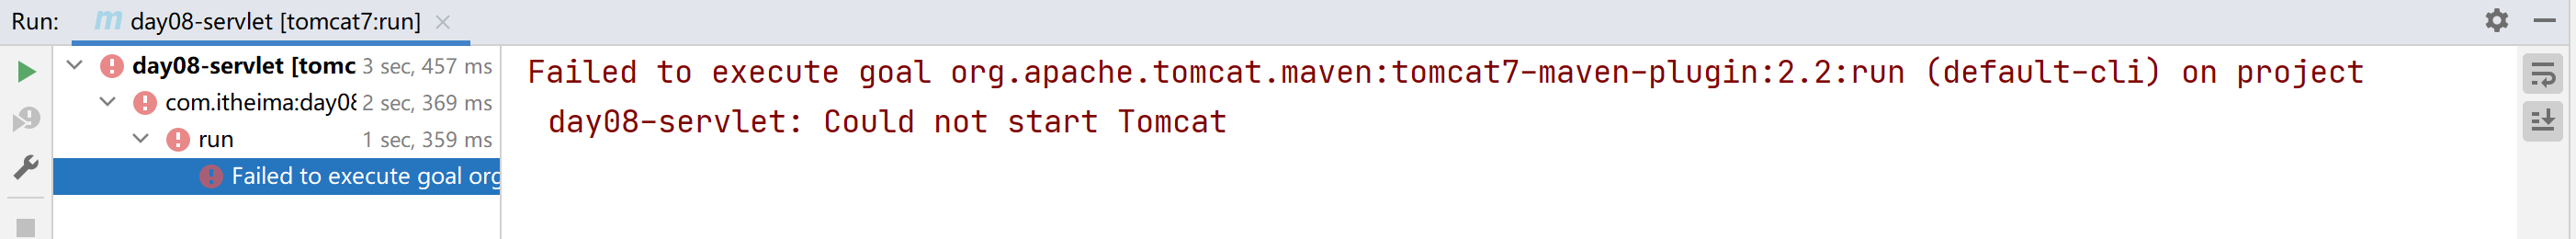 Run: m day08-servlet [tomcat7:run]
day08-servlet [tomc 3 sec, 457 ms
com.itheima:day08 2 sec, 369 ms
run 1 sec, 359 ms
Failed to execute goal org
Failed to execute goal org.apache.tomcat.maven:tomcat7-maven-plugin:2.2:run (default-cli) on project
day08-servlet: Could not start Tomcat